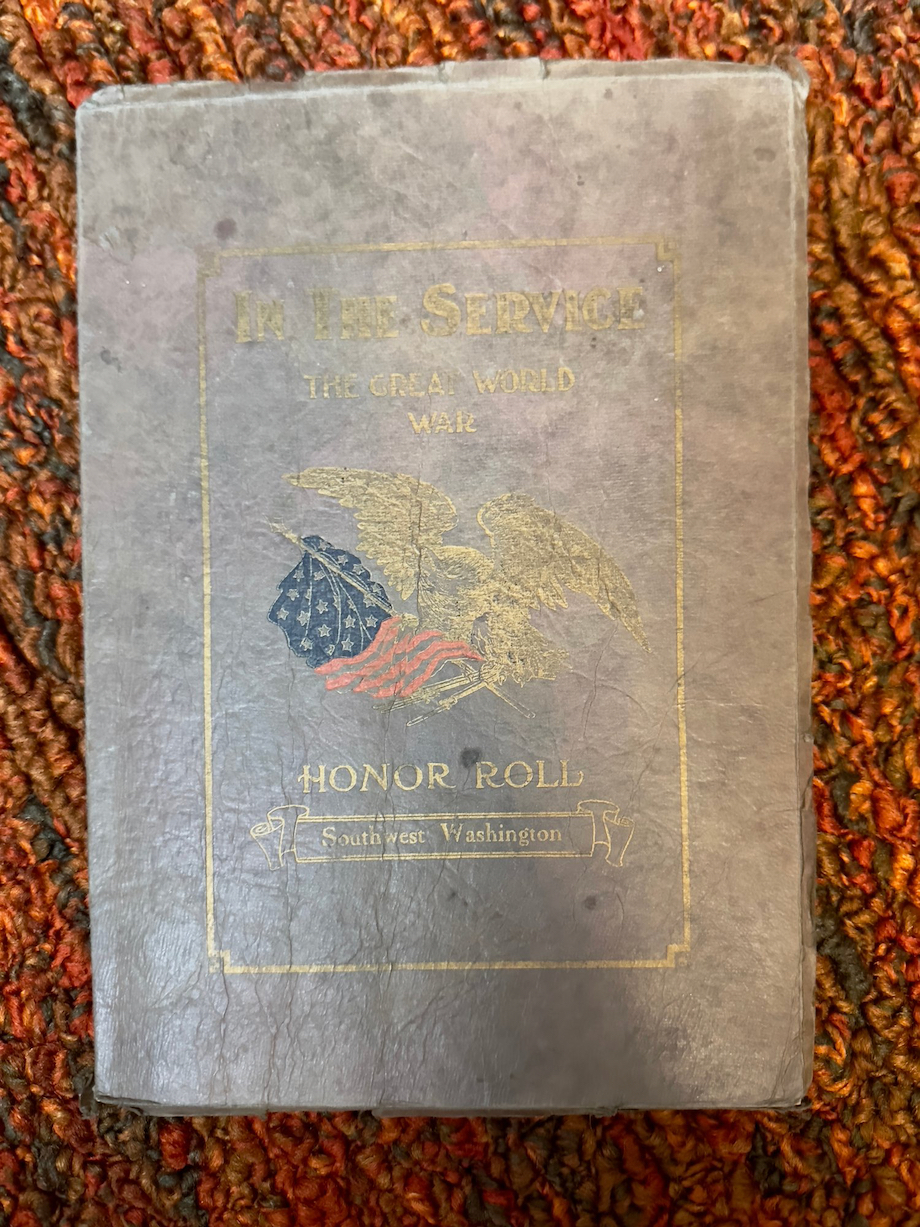 IN THE SERVICE
THE GREAT WORLD
WAR
HONOR ROLL
Southwest Washington